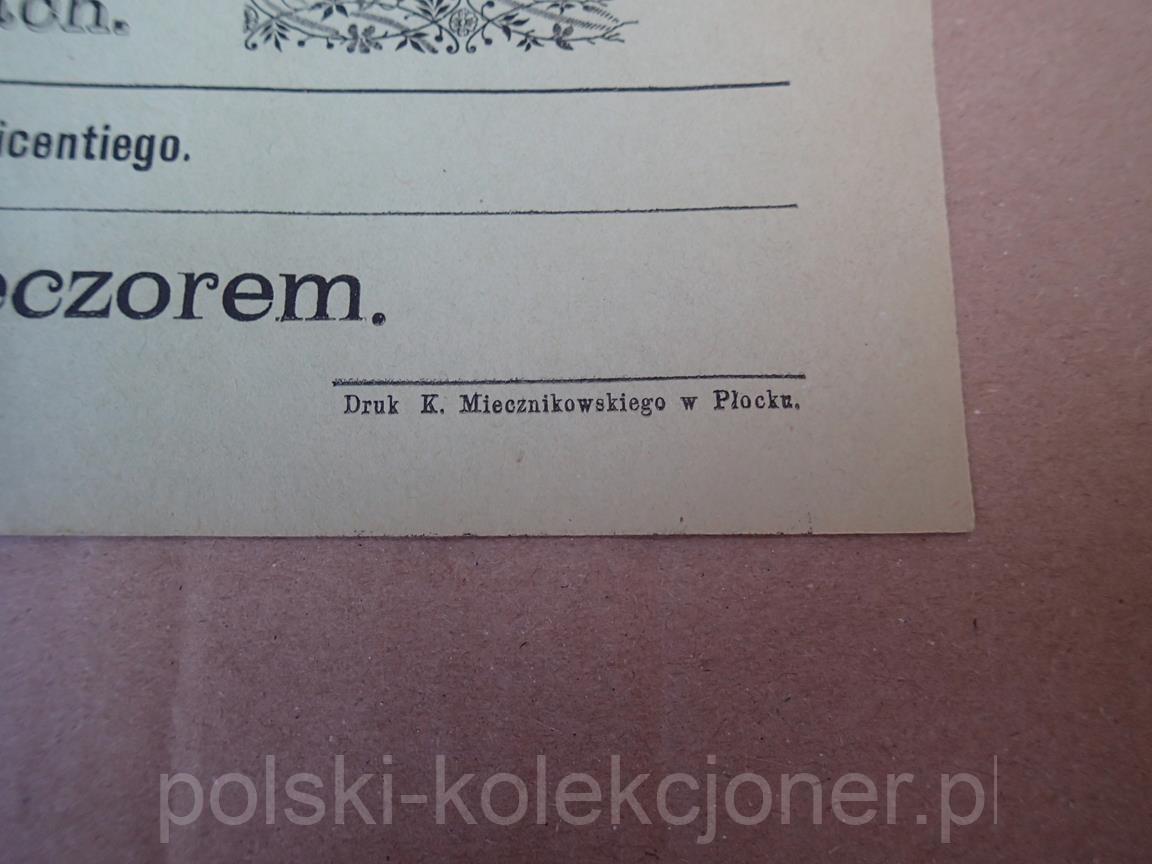 icentiego.
eczorem.
Druk K. Miecznikowskiego w Płocku.
polski-kolekcjoner.pl